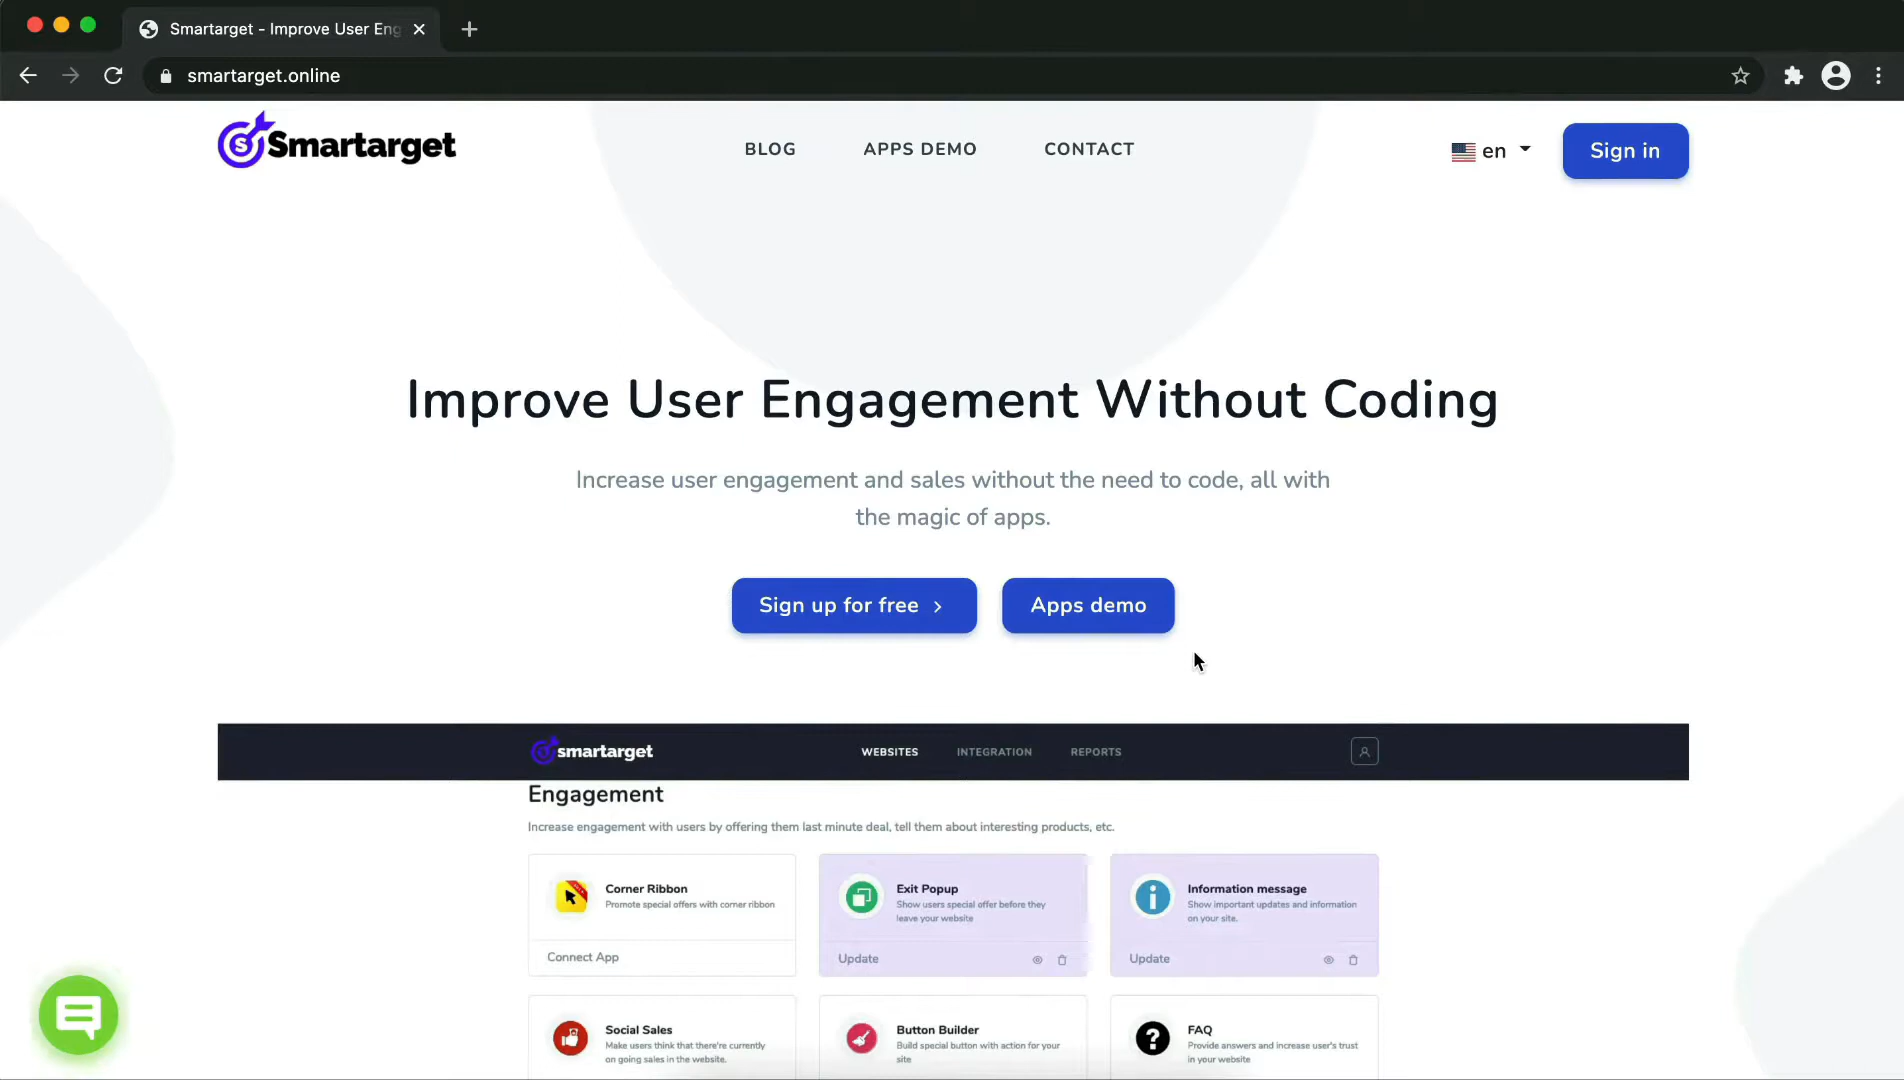 Smartarget - Improve User Eng
smartarget.online
Smartarget
BLOG
APPS DEMO
CONTACT
en
Sign in
Improve User Engagement Without Coding
Increase user engagement and sales without the need to code, all with
the magic of apps.
Sign up for free
Apps demo
smartarget
WEBSITES
INTEGRATION
REPORTS
Engagement
Increase engagement with users by offering them last minute deal, tell them about interesting products, etc.
Corner Ribbon
Promote special offers with corner ribbon
Connect App
Exit Popup
Show users special offer before they
leave your website
Update
Information message
Show important updates and information
on your site.
Update
Social Sales
Make users think that there're currently
on going sales in the website.
Button Builder
Build special button with action for your
site
FAQ
Provide answers and increase user's trust
in your website